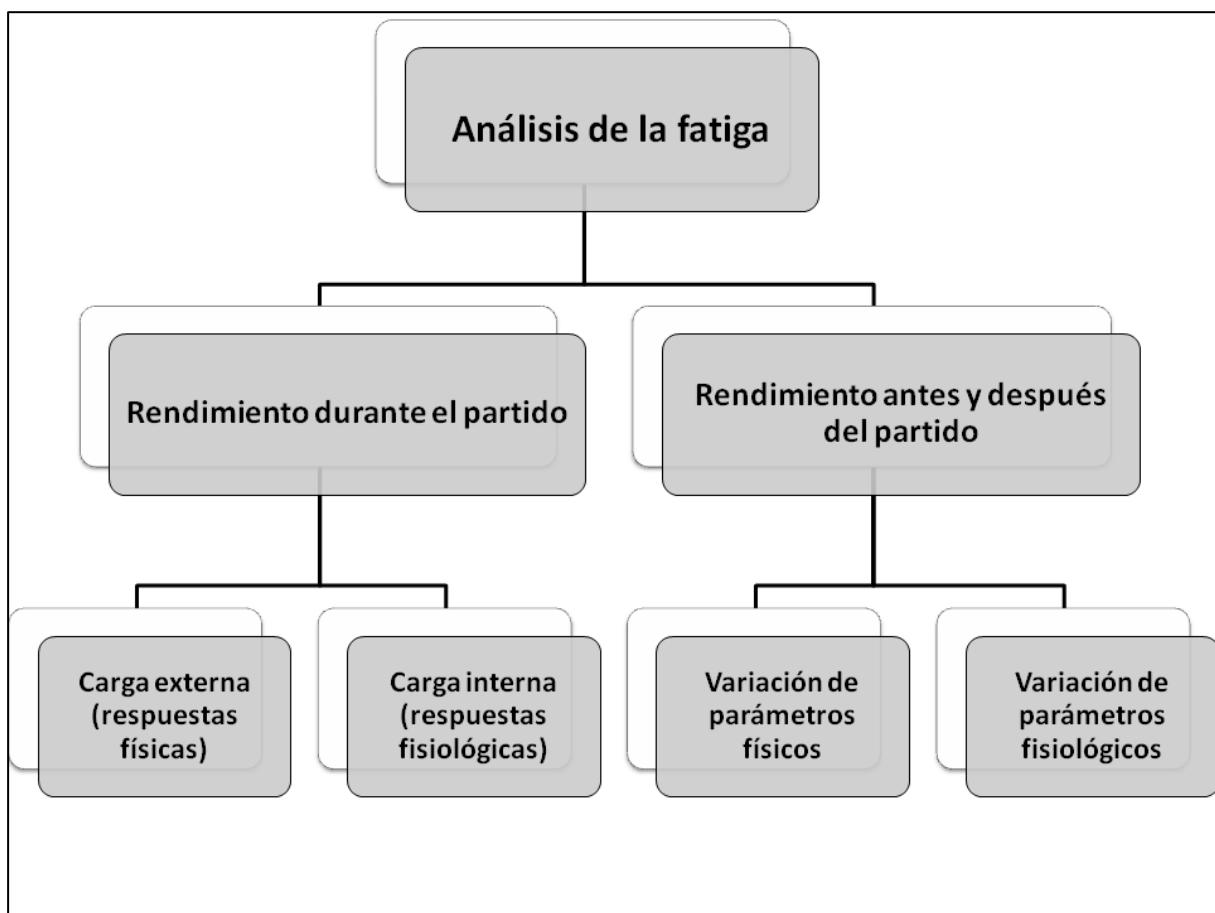 Análisis de la fatiga
Rendimiento durante el partido
Rendimiento antes y después
del partido
Carga externa
(respuestas
físicas)
Carga interna
(respuestas
fisiológicas)
Variación de
parámetros
físicos
Variación de
parámetros
fisiológicos